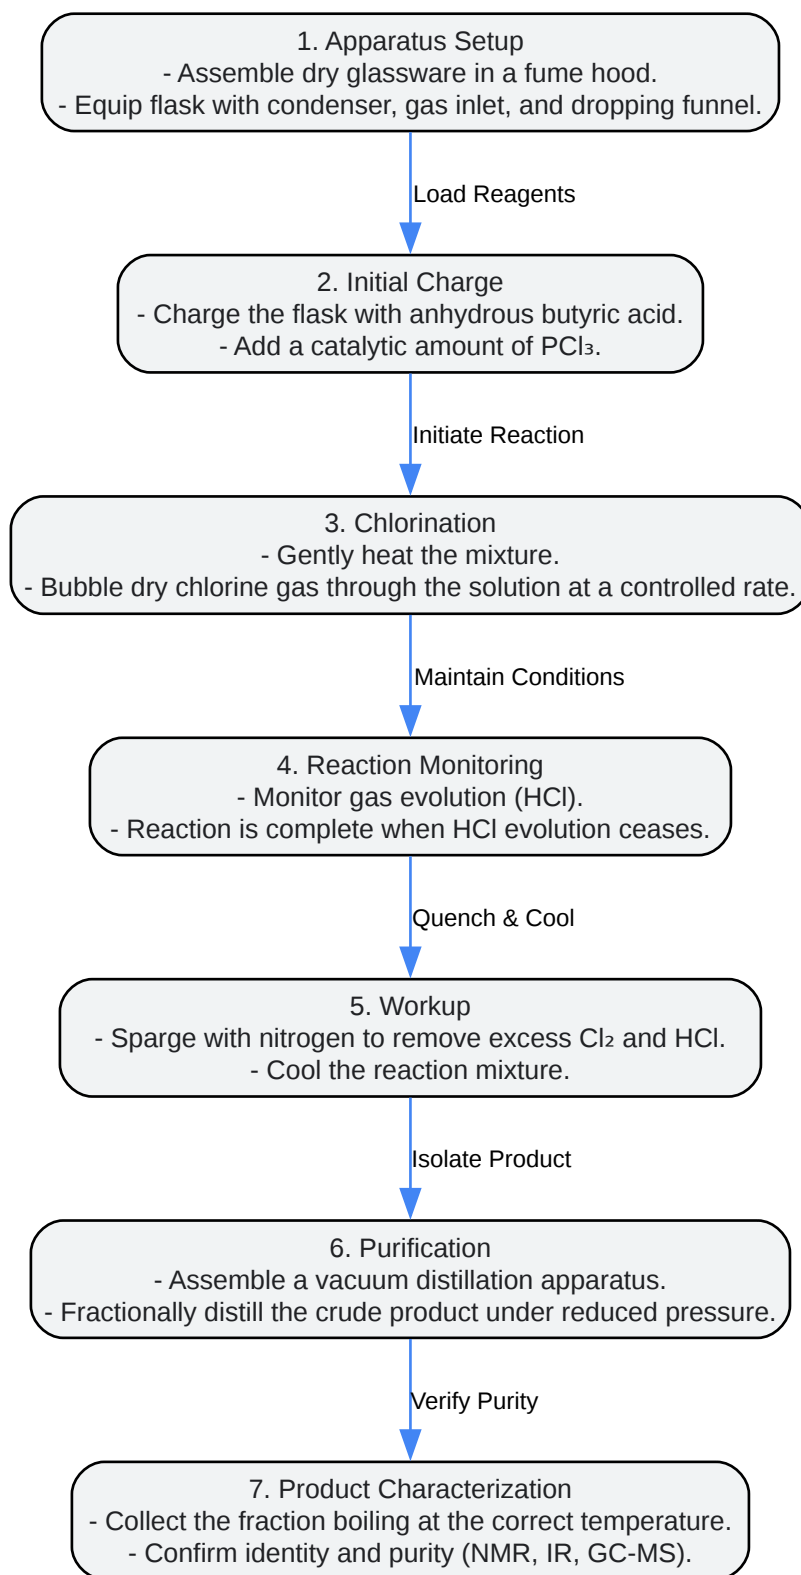 1. Apparatus Setup
- Assemble dry glassware in a fume hood.
- Equip flask with condenser, gas inlet, and dropping funnel.
Load Reagents
2. Initial Charge
- Charge the flask with anhydrous butyric acid.
- Add a catalytic amount of PCl₃.
Initiate Reaction
3. Chlorination
- Gently heat the mixture.
- Bubble dry chlorine gas through the solution at a controlled rate.
Maintain Conditions
4. Reaction Monitoring
- Monitor gas evolution (HCl).
- Reaction is complete when HCl evolution ceases.
Quench & Cool
5. Workup
- Sparge with nitrogen to remove excess Cl₂ and HCl.
- Cool the reaction mixture.
Isolate Product
6. Purification
- Assemble a vacuum distillation apparatus.
- Fractionally distill the crude product under reduced pressure.
Verify Purity
7. Product Characterization
- Collect the fraction boiling at the correct temperature.
- Confirm identity and purity (NMR, IR, GC-MS).